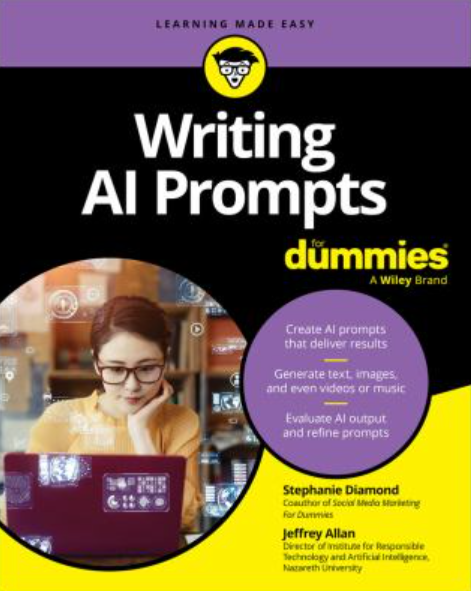 LEARNING MADE EASY
Writing
AI Prompts
for
dummies®
A Wiley Brand
Create AI prompts
that deliver results
Generate text, images,
and even videos or music
Evaluate AI output
and refine prompts
Stephanie Diamond
Coauthor of Social Media Marketing
For Dummies
Jeffrey Allan
Director of Institute for Responsible
Technology and Artificial Intelligence,
Nazareth University